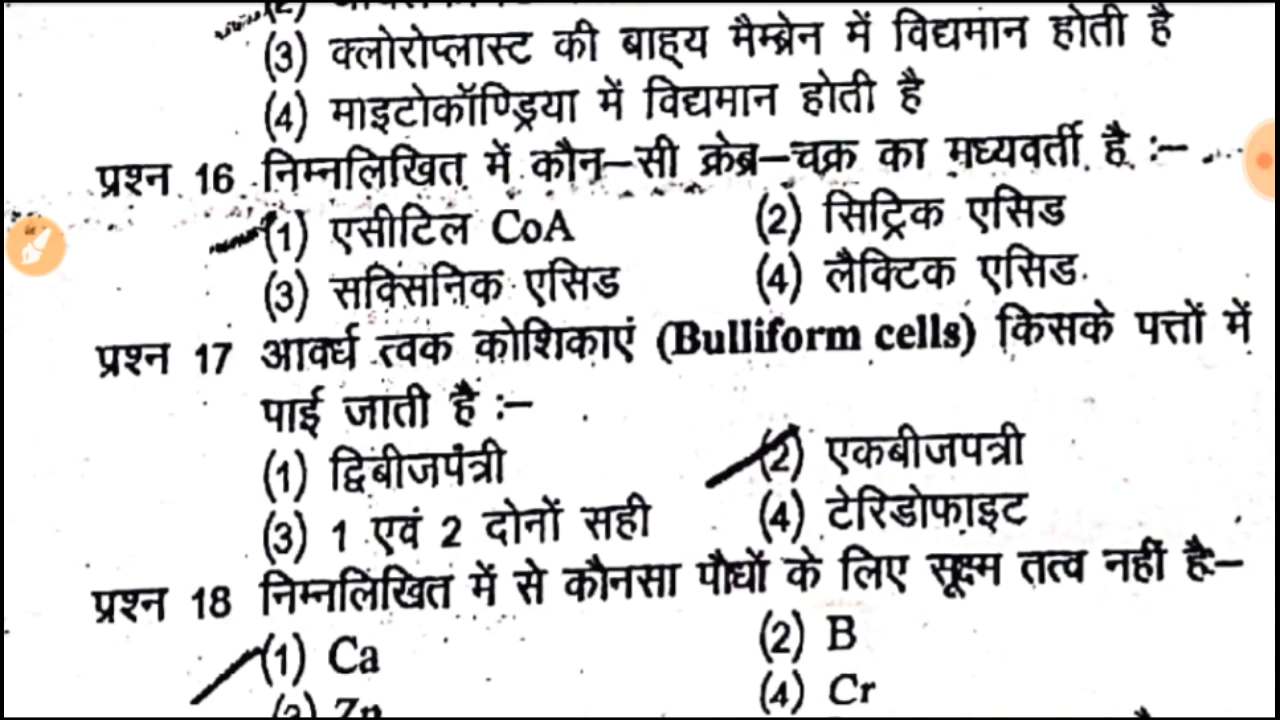 (3) क्लोरोप्लास्ट की बाह्य मैम्ब्रेन में विद्यमान होती है
(4) माइटोकॉण्ड्रिया में विद्यमान होती है
प्रश्न 16 निम्नलिखित में कौन–सी क्रेब्र–चक्र का मध्यवर्ती है :–
(1) एसीटिल CoA (2) सिट्रिक एसिड
(3) सक्सिनिक एसिड (4) लैक्टिक एसिड
प्रश्न 17 आवर्ध त्वक कोशिकाएं (Bulliform cells) किसके पत्तों में
पाई जाती है :–
(1) द्विबीजपत्री (2) एकबीजपत्री
(3) 1 एवं 2 दोनों सही (4) टेरिडोफाइट
प्रश्न 18 निम्नलिखित में से कौनसा पौधों के लिए सूक्ष्म तत्व नहीं है:–
(1) Ca (2) B
(3) Zn (4) Cr